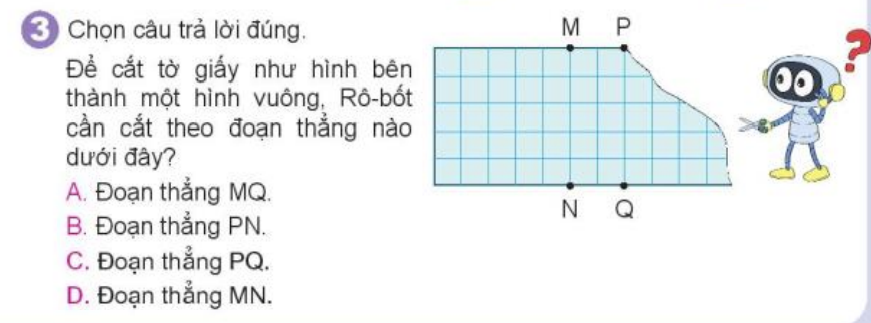 3 Chọn câu trả lời đúng.
Để cắt tờ giấy như hình bên
thành một hình vuông, Rô-bốt
cần cắt theo đoạn thẳng nào
dưới đây?
A. Đoạn thẳng MQ.
B. Đoạn thẳng PN.
C. Đoạn thẳng PQ.
D. Đoạn thẳng MN.
M P
?
N Q